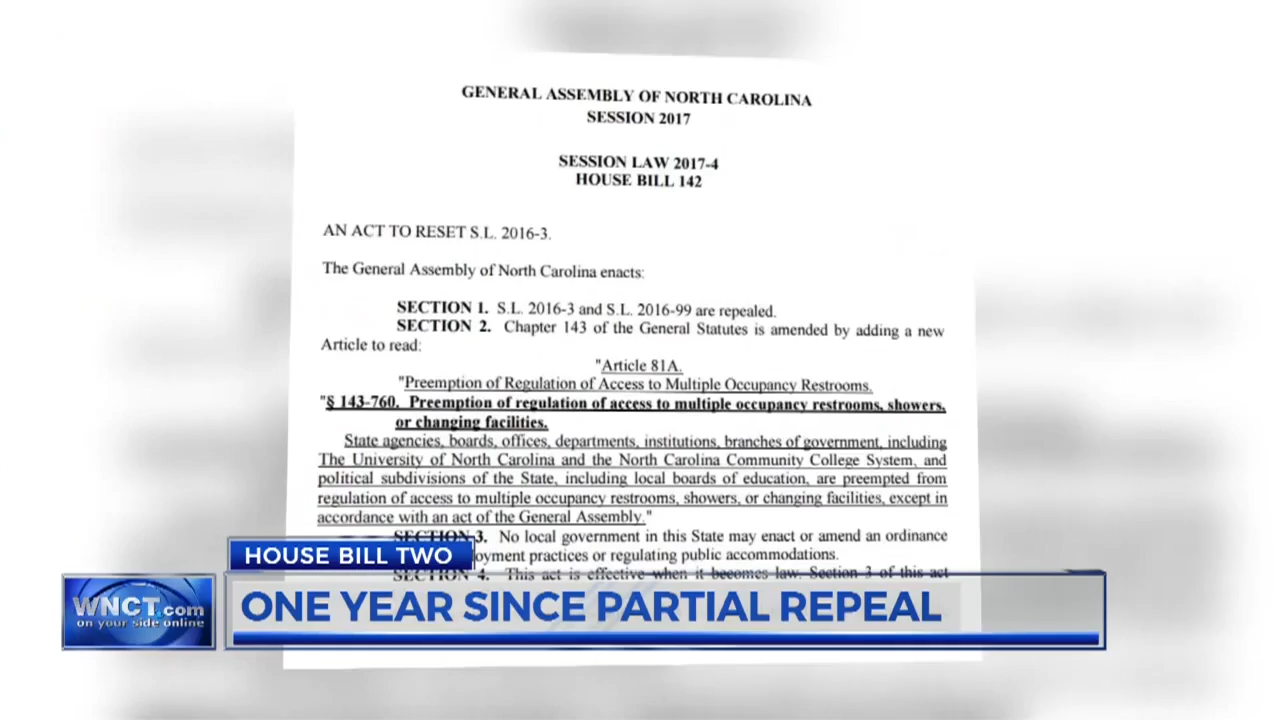 GENERAL ASSEMBLY OF NORTH CAROLINA
SESSION 2017
SESSION LAW 2017-4
HOUSE BILL 142
AN ACT TO RESET S.L. 2016-3.
The General Assembly of North Carolina enacts:
SECTION 1. S.L. 2016-3 and S.L. 2016-99 are repealed.
SECTION 2. Chapter 143 of the General Statutes is amended by adding a new
Article to read:
"Article 81A.
"Preemption of Regulation of Access to Multiple Occupancy Restrooms.
"§ 143-760. Preemption of regulation of access to multiple occupancy restrooms, showers,
or changing facilities.
State agencies, boards, offices, departments, institutions, branches of government, including
The University of North Carolina and the North Carolina Community College System, and
political subdivisions of the State, including local boards of education, are preempted from
regulation of access to multiple occupancy restrooms, showers, or changing facilities, except in
accordance with an act of the General Assembly."
SECTION 3. No local government in this State may enact or amend an ordinance
practices or regulating public accommodations.
SECTION 4. This act is effective when it becomes law. Section 3 of this act
HOUSE BILL TWO
WNCT.com
on your side online
ONE YEAR SINCE PARTIAL REPEAL